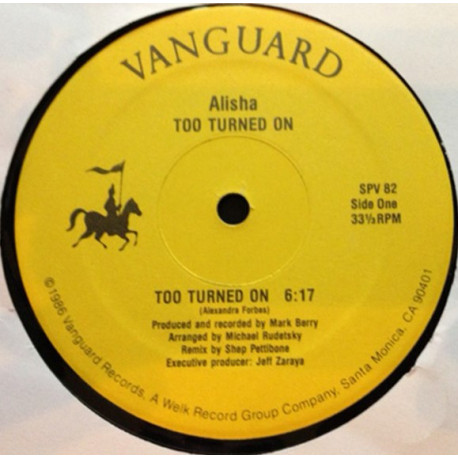 VANGUARD
Alisha
TOO TURNED ON
SPV 82
Side One
33⅓ RPM
TOO TURNED ON 6:17
(Alexandra Forbes)
Produced and recorded by Mark Berry
Arranged by Michael Rudetsky
Remix by Shep Pettibone
Executive producer: Jeff Zaraya
©1986 Vanguard Records, A Welk Record Group Company, Santa Monica, CA 90401